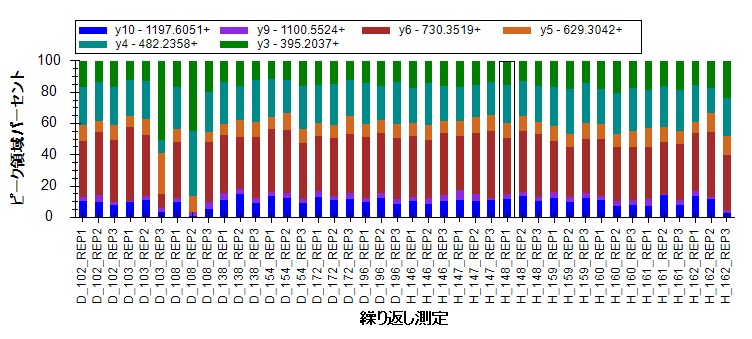 y10 - 1197.6051+ y9 - 1100.5524+ y6 - 730.3519+ y5 - 629.3042+
y4 - 482.2358+ y3 - 395.2037+
ピーク領域パーセント
100
80
60
40
20
0
D_102_REP1
D_102_REP2
D_102_REP3
D_103_REP1
D_103_REP2
D_103_REP3
D_108_REP1
D_108_REP2
D_108_REP3
D_138_REP1
D_138_REP2
D_138_REP3
D_154_REP1
D_154_REP2
D_154_REP3
D_172_REP1
D_172_REP2
D_172_REP3
D_196_REP1
D_196_REP2
D_196_REP3
H_146_REP1
H_146_REP2
H_146_REP3
H_147_REP1
H_147_REP2
H_147_REP3
H_148_REP1
H_148_REP2
H_148_REP3
H_159_REP1
H_159_REP2
H_159_REP3
H_160_REP1
H_160_REP2
H_160_REP3
H_161_REP1
H_161_REP2
H_161_REP3
H_162_REP1
H_162_REP2
H_162_REP3
繰り返し測定